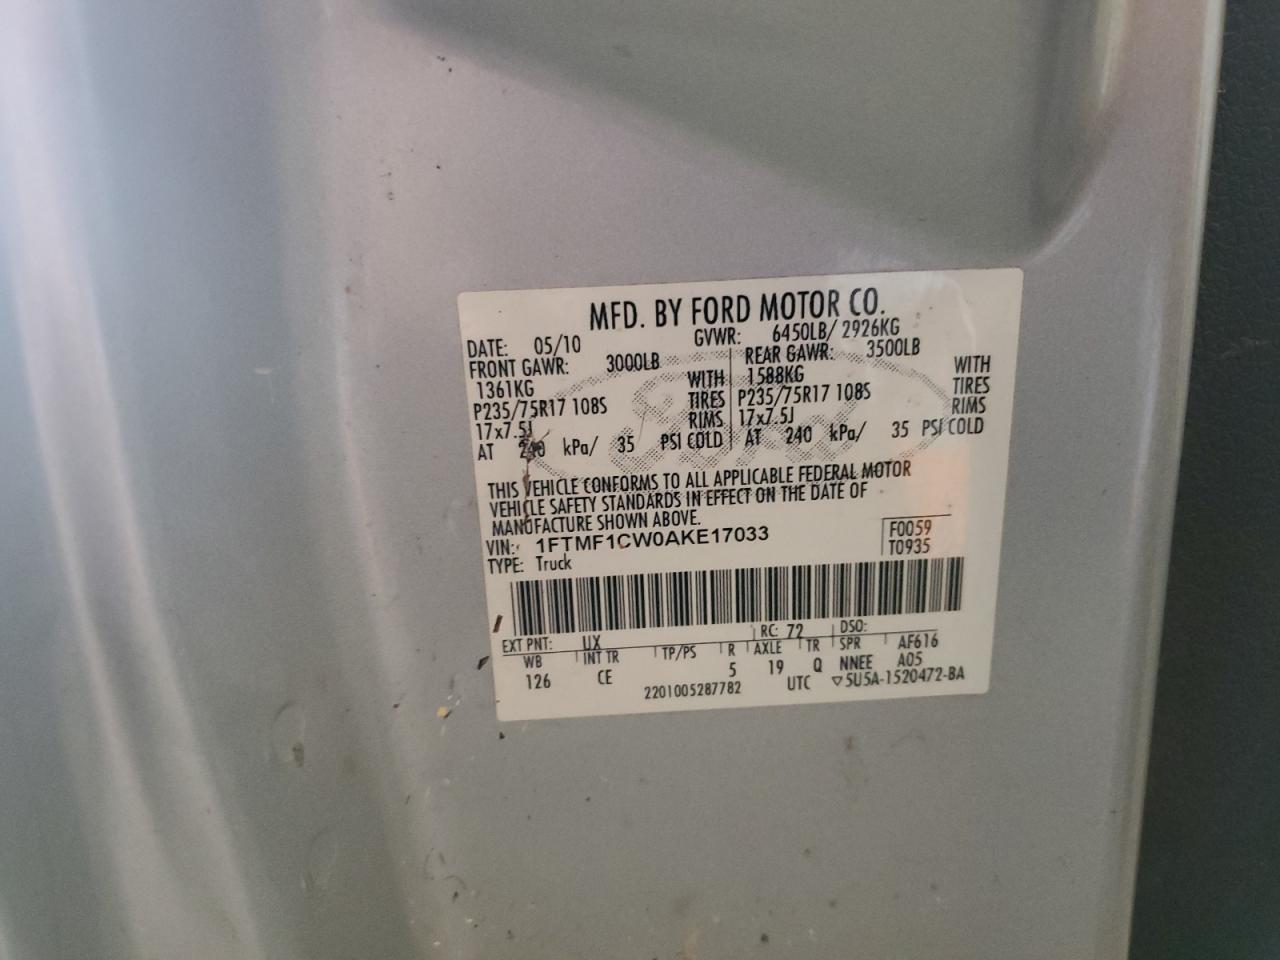 MFD. BY FORD MOTOR CO.
DATE: 05/10 GVWR: 6450LB/ 2926KG
FRONT GAWR: 3000LB REAR GAWR: 3500LB
1361KG WITH 1588KG WITH
P235/75R17 108S TIRES P235/75R17 108S TIRES
17x7.5J RIMS 17x7.5J RIMS
AT 240 kPa/ 35 PSI COLD AT 240 kPa/ 35 PSI COLD
Ford
THIS VEHICLE CONFORMS TO ALL APPLICABLE FEDERAL MOTOR
VEHICLE SAFETY STANDARDS IN EFFECT ON THE DATE OF
MANUFACTURE SHOWN ABOVE.
VIN: 1FTMF1CW0AKE17033 F0059
TYPE: Truck T0935
EXT PNT: UX RC: 72 DSO:
WB INT TR TP/PS R AXLE TR SPR AF616
126 CE 5 19 Q NNEE A05
2201005287782 UTC ▽5U5A-1520472-BA